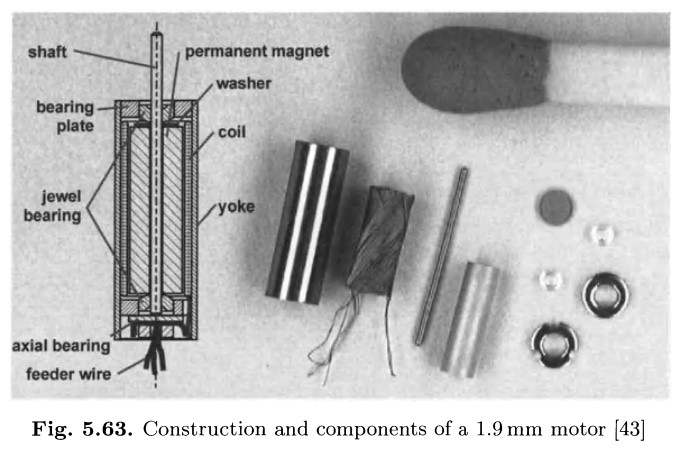 shaft
permanent magnet
washer
bearing
plate
coil
jewel
bearing
yoke
axial bearing
feeder wire
Fig. 5.63. Construction and components of a 1.9 mm motor [43]